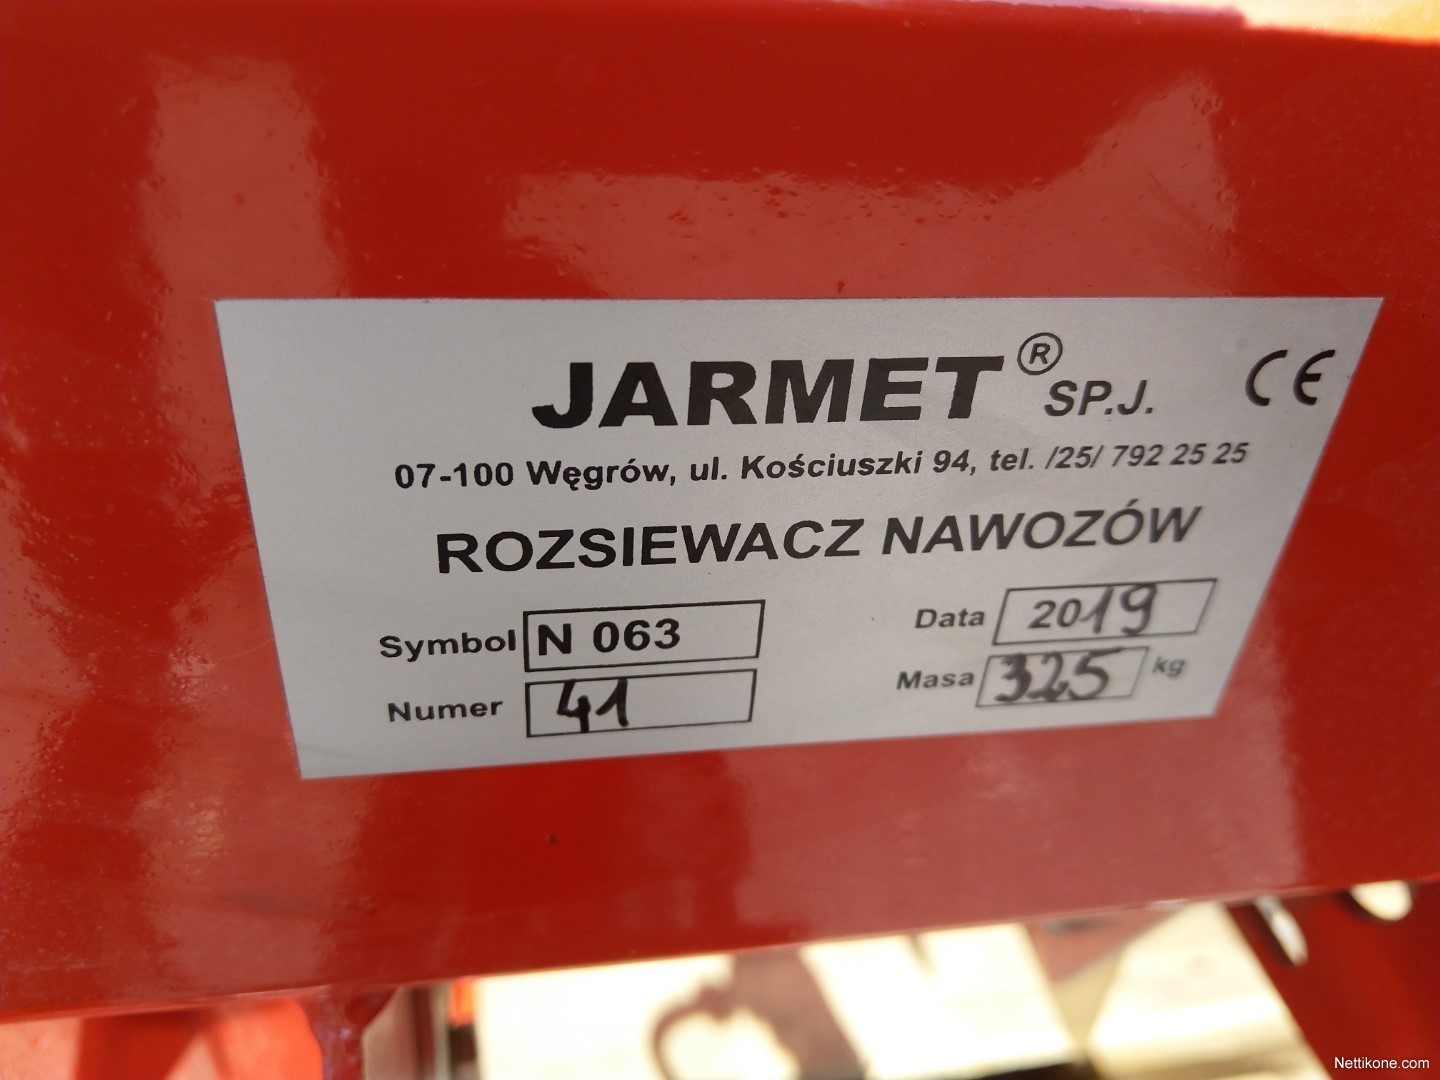 JARMET® SP.J. CE
07-100 Węgrów, ul. Kościuszki 94, tel. /25/ 792 25 25
ROZSIEWACZ NAWOZÓW
Symbol N 063 Data 2019
Numer 41 Masa 325 kg
Nettikone.com